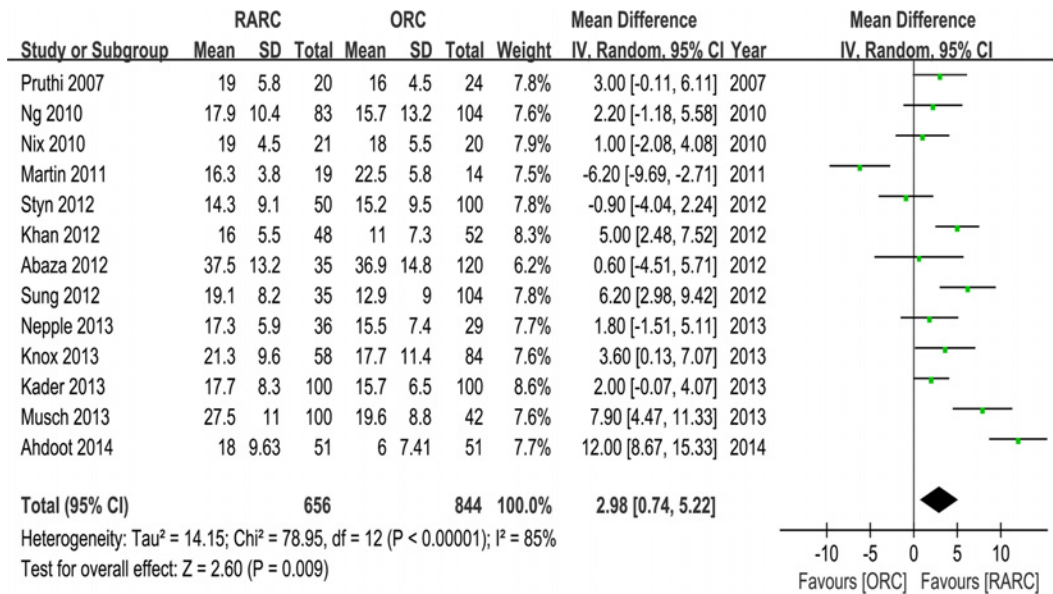 RARC ORC Mean Difference Mean Difference
Study or Subgroup Mean SD Total Mean SD Total Weight IV, Random, 95% CI Year IV, Random, 95% CI
Pruthi 2007 19 5.8 20 16 4.5 24 7.8% 3.00 [-0.11, 6.11] 2007
Ng 2010 17.9 10.4 83 15.7 13.2 104 7.6% 2.20 [-1.18, 5.58] 2010
Nix 2010 19 4.5 21 18 5.5 20 7.9% 1.00 [-2.08, 4.08] 2010
Martin 2011 16.3 3.8 19 22.5 5.8 14 7.5% -6.20 [-9.69, -2.71] 2011
Styn 2012 14.3 9.1 50 15.2 9.5 100 7.8% -0.90 [-4.04, 2.24] 2012
Khan 2012 16 5.5 48 11 7.3 52 8.3% 5.00 [2.48, 7.52] 2012
Abaza 2012 37.5 13.2 35 36.9 14.8 120 6.2% 0.60 [-4.51, 5.71] 2012
Sung 2012 19.1 8.2 35 12.9 9 104 7.8% 6.20 [2.98, 9.42] 2012
Nepple 2013 17.3 5.9 36 15.5 7.4 29 7.7% 1.80 [-1.51, 5.11] 2013
Knox 2013 21.3 9.6 58 17.7 11.4 84 7.6% 3.60 [0.13, 7.07] 2013
Kader 2013 17.7 8.3 100 15.7 6.5 100 8.6% 2.00 [-0.07, 4.07] 2013
Musch 2013 27.5 11 100 19.6 8.8 42 7.6% 7.90 [4.47, 11.33] 2013
Ahdoot 2014 18 9.63 51 6 7.41 51 7.7% 12.00 [8.67, 15.33] 2014
Total (95% CI) 656 844 100.0% 2.98 [0.74, 5.22]
Heterogeneity: Tau² = 14.15; Chi² = 78.95, df = 12 (P < 0.00001); I² = 85%
Test for overall effect: Z = 2.60 (P = 0.009)
-10 -5 0 5 10
Favours [ORC] Favours [RARC]